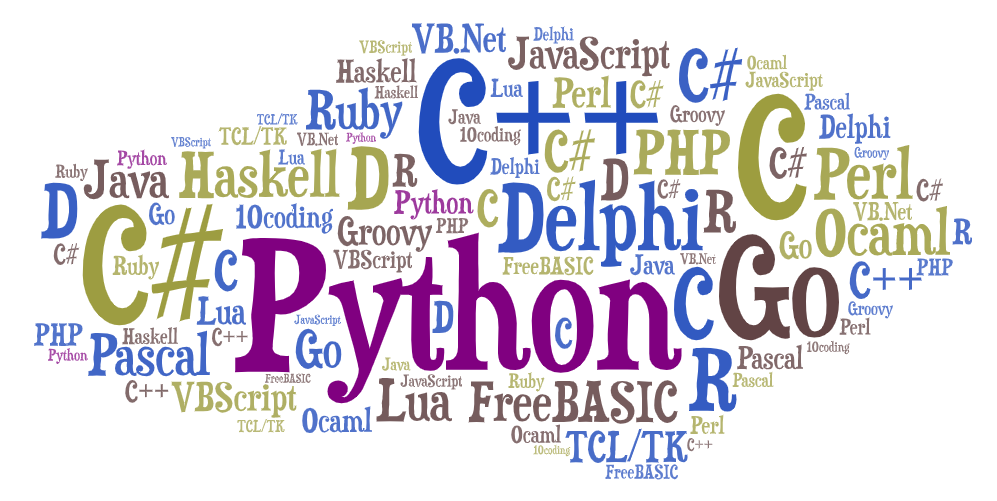 VB.Net
Delphi
VBScript
JavaScript
C#
Haskell
C++
Ocaml
JavaScript
Haskell
Lua
Perl
C#
Ruby
Java
Groovy
Pascal
TCL/TK
10coding
Delphi
TCL/TK
VB.Net
Python
C#
PHP
C
VBScript
Groovy
Python
Lua
Delphi
C#
Ruby
Java
Haskell
D
R
D
Perl
C#
C#
C#
D
Go
10coding
Python
C
Delphi
R
VB.Net
Groovy
PHP
Ocaml
R
C#
C#
Ruby
C
VBScript
FreeBASIC
Java
VB.Net
Go
PHP
C++
Python
Go
C
Lua
JavaScript
D
C
Groovy
PHP
Haskell
C++
Perl
Python
Pascal
Go
Java
Pascal
10coding
FreeBASIC
JavaScript
Ruby
R
Pascal
C++
VBScript
Lua
FreeBASIC
TCL/TK
Ocaml
Ocaml
Perl
TCL/TK
C++
10coding
FreeBASIC